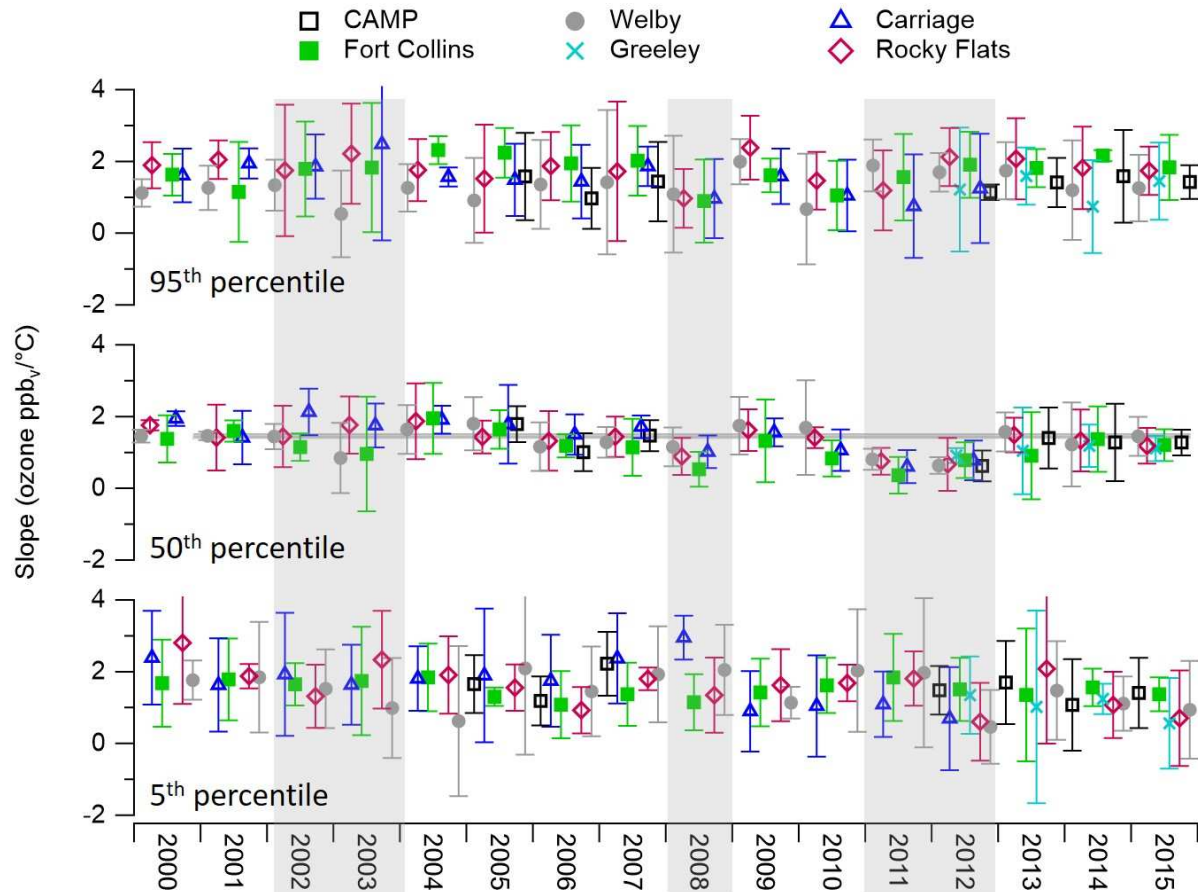 CAMP Welby Carriage
Fort Collins Greeley Rocky Flats
Slope (ozone ppbv/°C)
4
2
0
-2
95th percentile
4
2
0
-2
50th percentile
4
2
0
-2
5th percentile
2000 2001 2002 2003 2004 2005 2006 2007 2008 2009 2010 2011 2012 2013 2014 2015